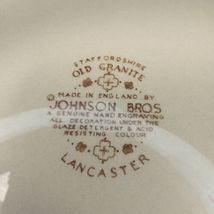 STAFFORDSHIRE
OLD GRANITE
MADE IN ENGLAND BY
JOHNSON BROS
A GENUINE HAND ENGRAVING
ALL DECORATION UNDER THE
GLAZE DETERGENT & ACID
RESISTING COLOUR
LANCASTER